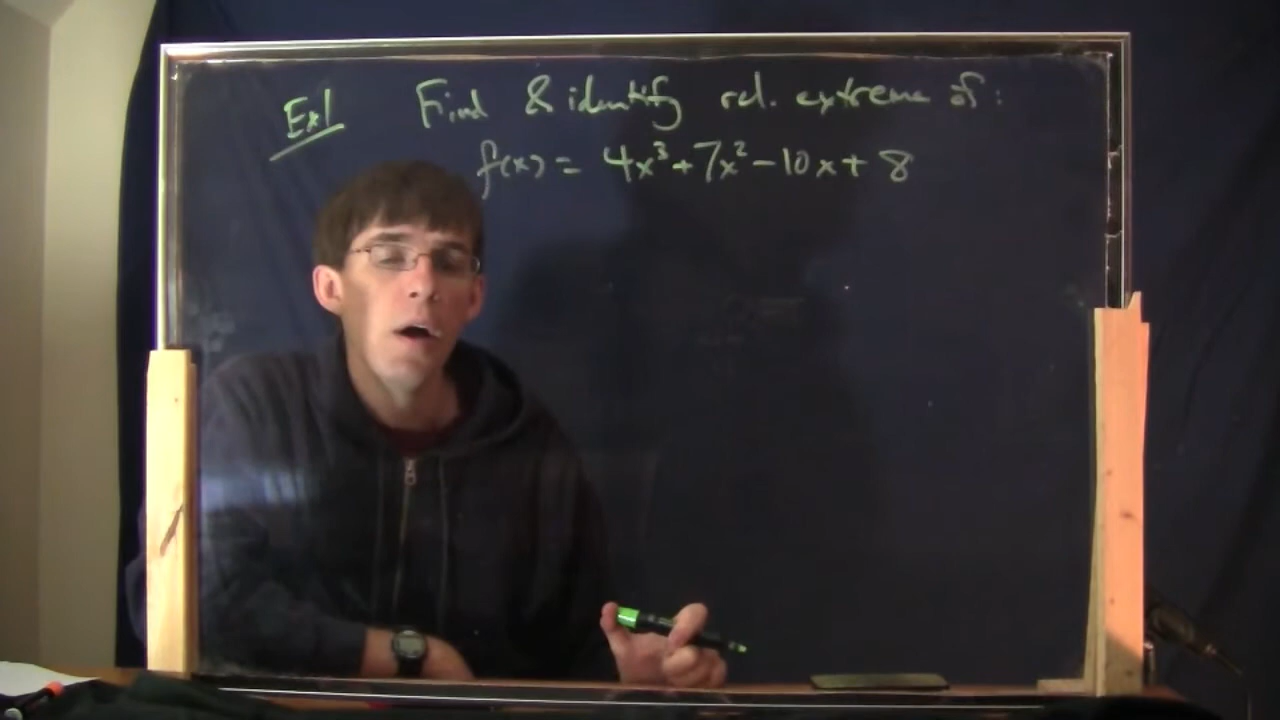 Ex1 Find & identify rel. extrema of:
f(x) = 4x³+7x²-10x+8